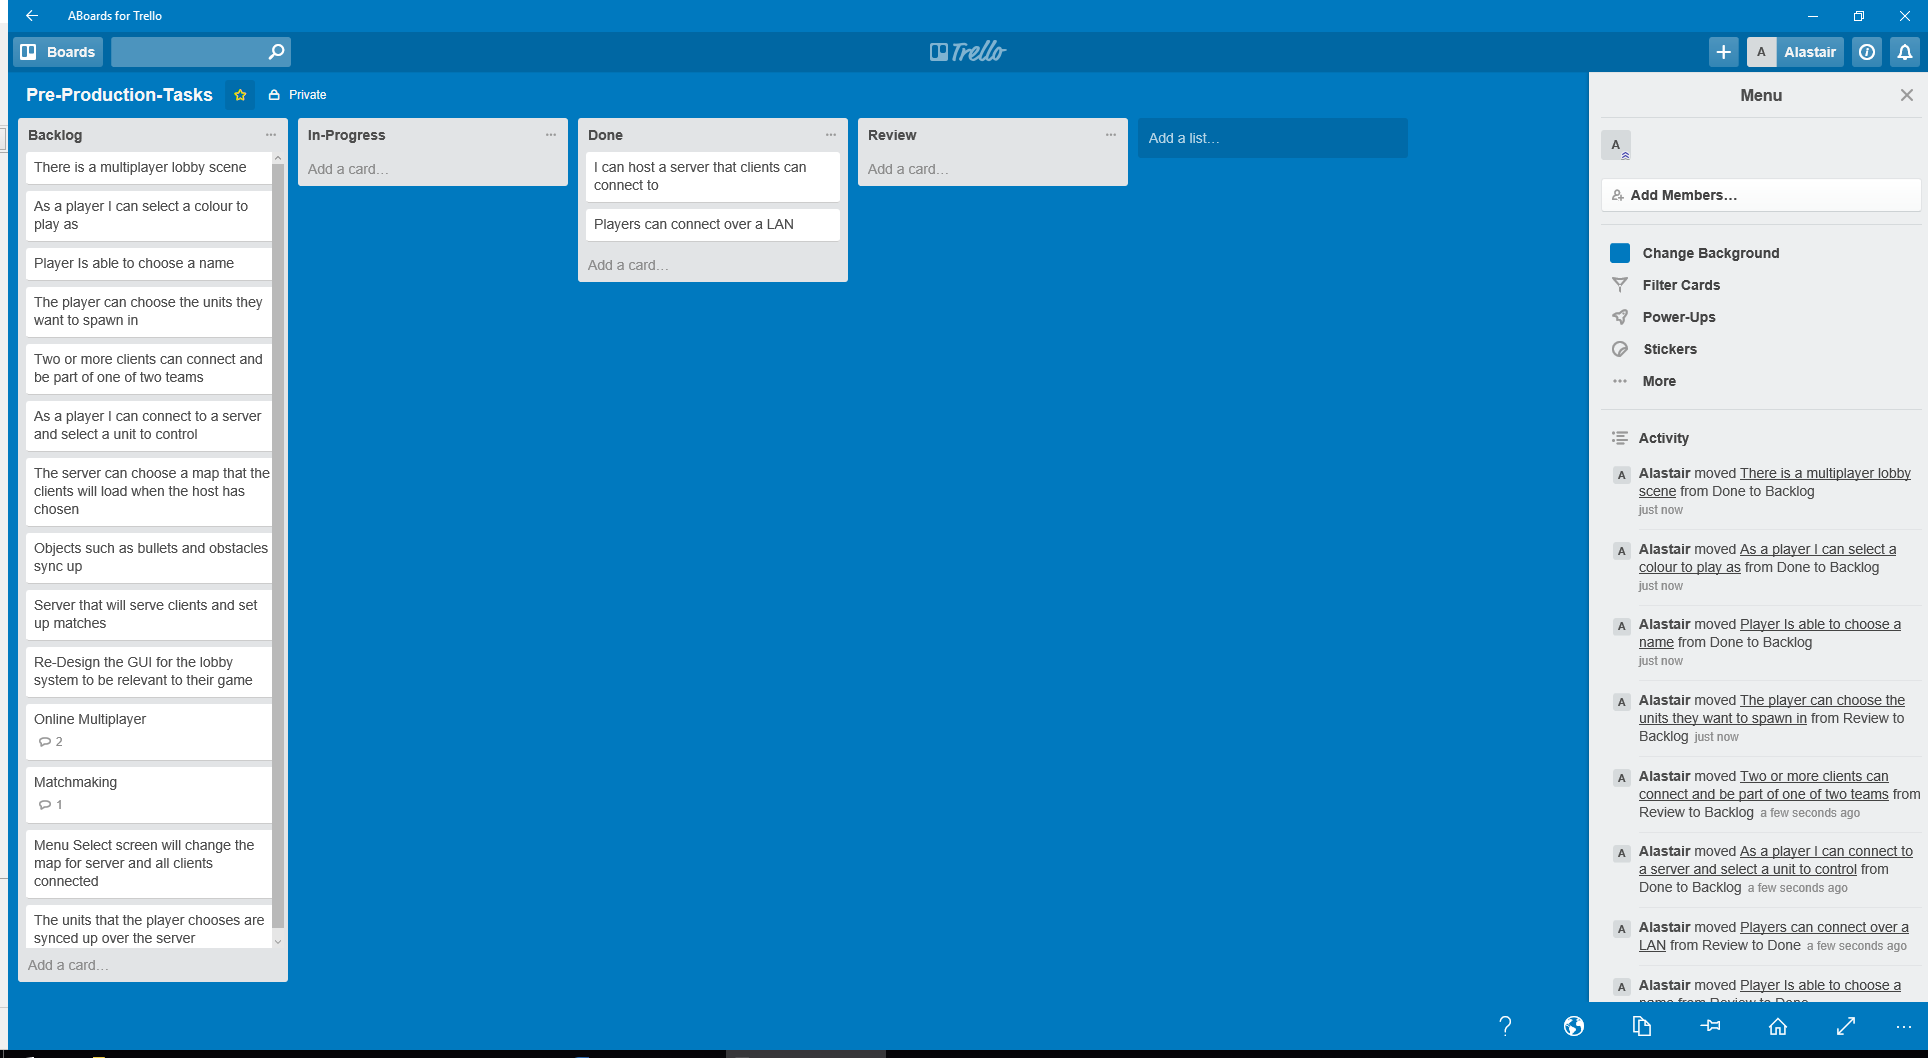 ABoards for Trello
Boards
Trello
A
Alastair
Pre-Production-Tasks
Private
Backlog
There is a multiplayer lobby scene
As a player I can select a colour to
play as
Player Is able to choose a name
The player can choose the units they
want to spawn in
Two or more clients can connect and
be part of one of two teams
As a player I can connect to a server
and select a unit to control
The server can choose a map that the
clients will load when the host has
chosen
Objects such as bullets and obstacles
sync up
Server that will serve clients and set
up matches
Re-Design the GUI for the lobby
system to be relevant to their game
Online Multiplayer
2
Matchmaking
1
Menu Select screen will change the
map for server and all clients
connected
The units that the player chooses are
synced up over the server
Add a card...
In-Progress
Add a card...
Done
I can host a server that clients can
connect to
Players can connect over a LAN
Add a card...
Review
Add a card...
Add a list...
Menu
A
Add Members...
Change Background
Filter Cards
Power-Ups
Stickers
More
Activity
A
Alastair moved There is a multiplayer lobby
scene from Done to Backlog
just now
A
Alastair moved As a player I can select a
colour to play as from Done to Backlog
just now
A
Alastair moved Player Is able to choose a
name from Done to Backlog
just now
A
Alastair moved The player can choose the
units they want to spawn in from Review to
Backlog just now
A
Alastair moved Two or more clients can
connect and be part of one of two teams from
Review to Backlog a few seconds ago
A
Alastair moved As a player I can connect to
a server and select a unit to control from
Done to Backlog a few seconds ago
A
Alastair moved Players can connect over a
LAN from Review to Done a few seconds ago
A
Alastair moved Player Is able to choose a
name from Review to Done